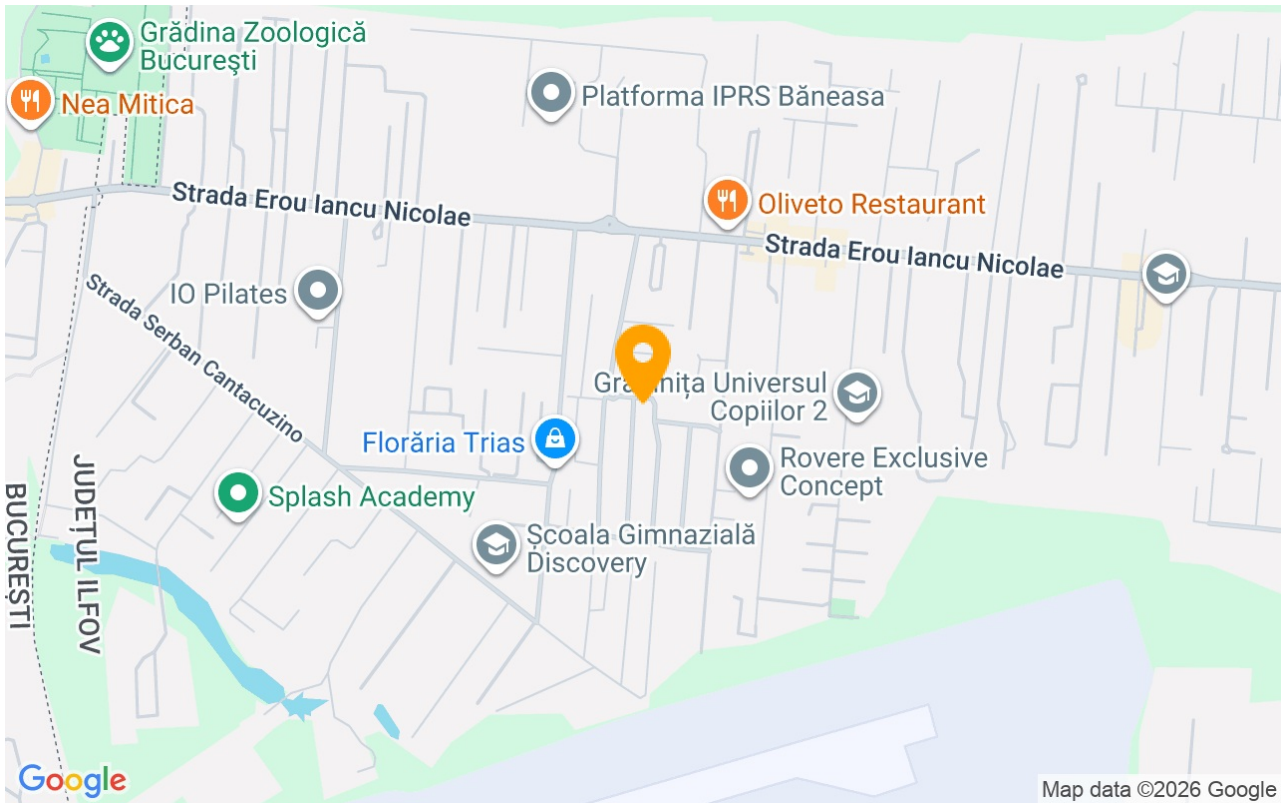 Grădina Zoologică
București
Nea Mitica
Platforma IPRS Băneasa
Strada Erou Iancu Nicolae
Oliveto Restaurant
Strada Erou Iancu Nicolae
IO Pilates
Strada Serban Cantacuzino
Universul
Copiilor 2
Florăria Trias
Rovere Exclusive
Concept
Splash Academy
Școala Gimnazială
Discovery
JUDEȚUL ILFOV
BUCUREȘTI
Google
Map data ©2026 Google